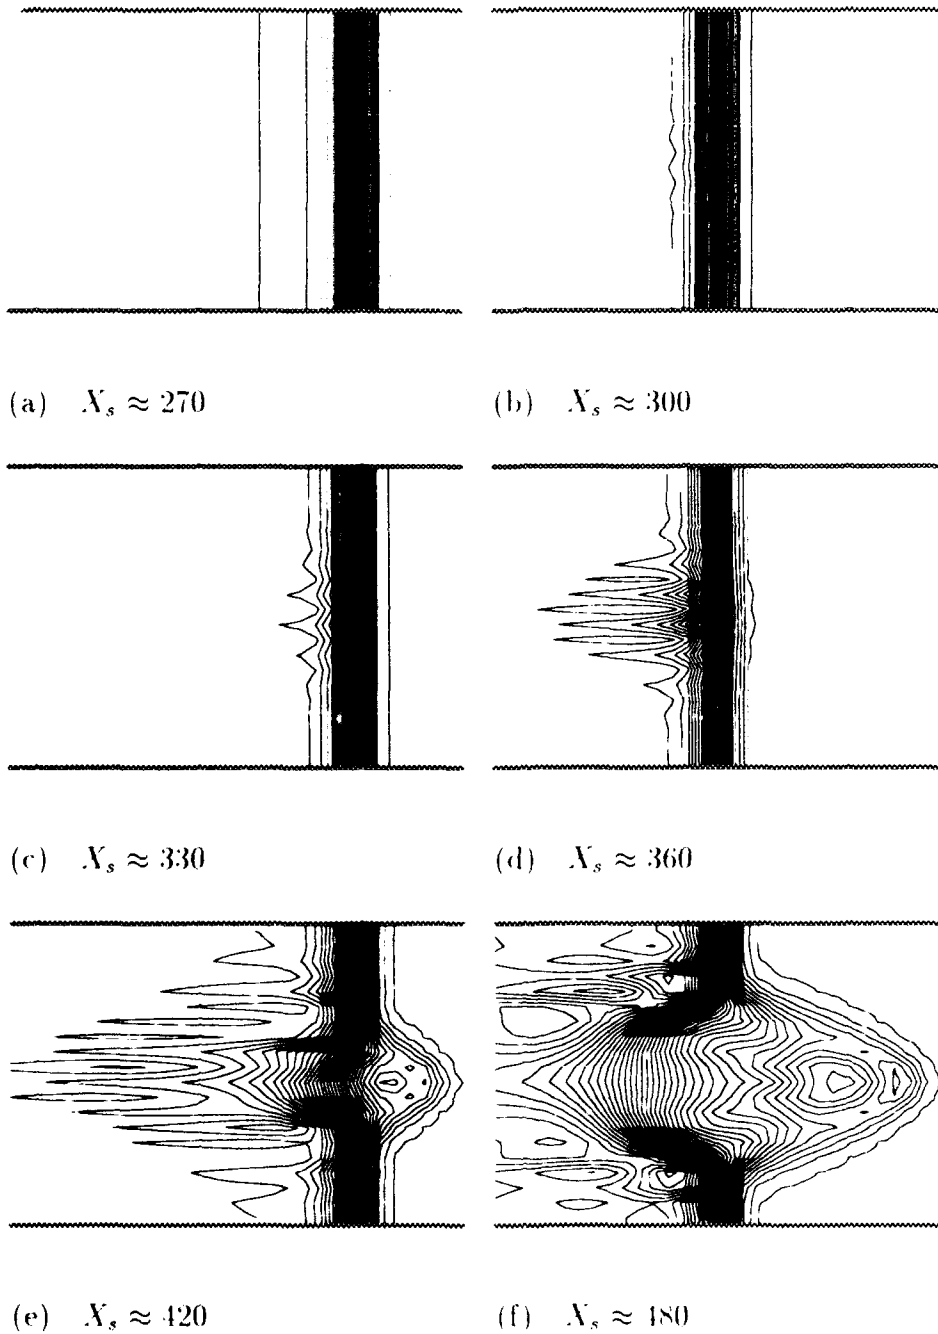 (a) X_s ≈ 270
(b) X_s ≈ 300
(c) X_s ≈ 330
(d) X_s ≈ 360
(e) X_s ≈ 420
(f) X_s ≈ 480